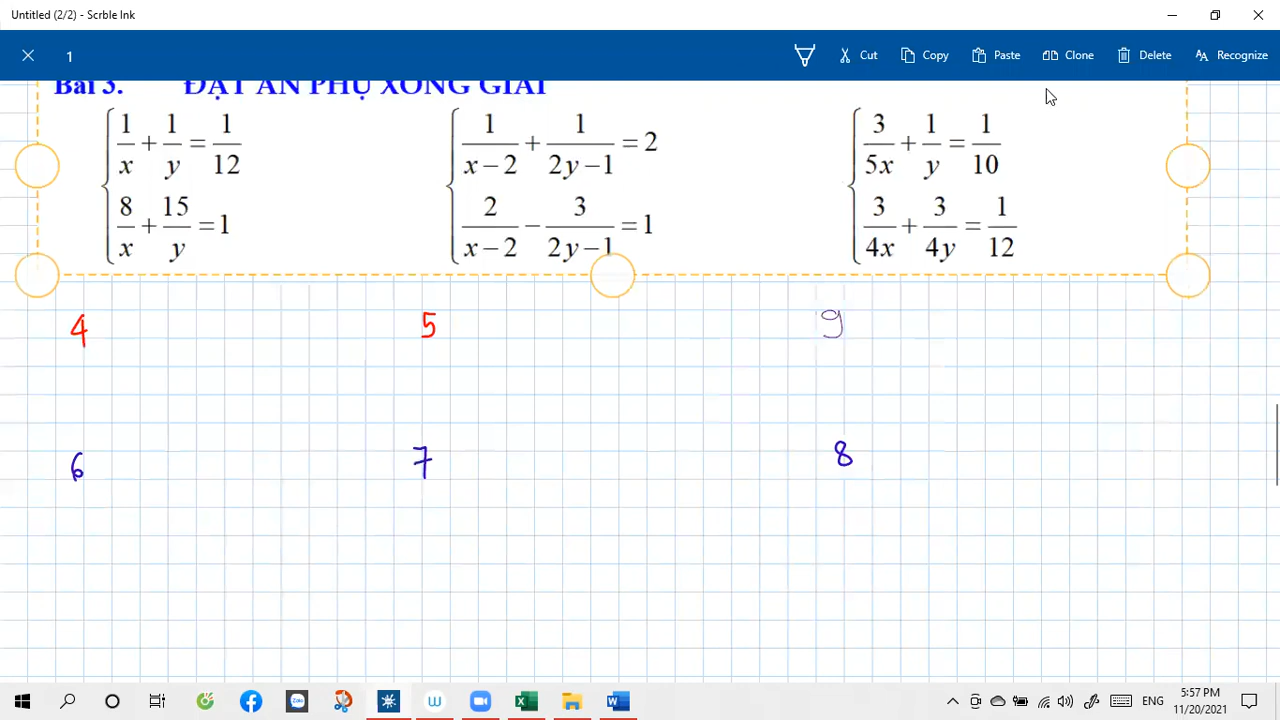 Untitled (2/2) - Scrble Ink
1
Cut Copy Paste Clone Delete Recognize
Bài 3. ĐẶT ẨN PHỤ XONG GIẢI
{ 1/x + 1/y = 1/12
8/x + 15/y = 1
{ 1/(x−2) + 1/(2y−1) = 2
2/(x−2) − 3/(2y−1) = 1
{ 3/5x + 1/y = 1/10
3/4x + 3/4y = 1/12
4 5 9
6 7 8
Zalo
ENG
5:57 PM
11/20/2021